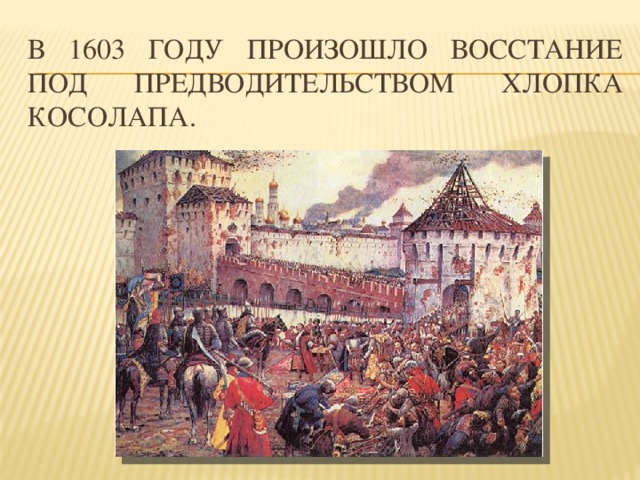 В 1603 ГОДУ ПРОИЗОШЛО ВОССТАНИЕ
ПОД ПРЕДВОДИТЕЛЬСТВОМ ХЛОПКА
КОСОЛАПА.